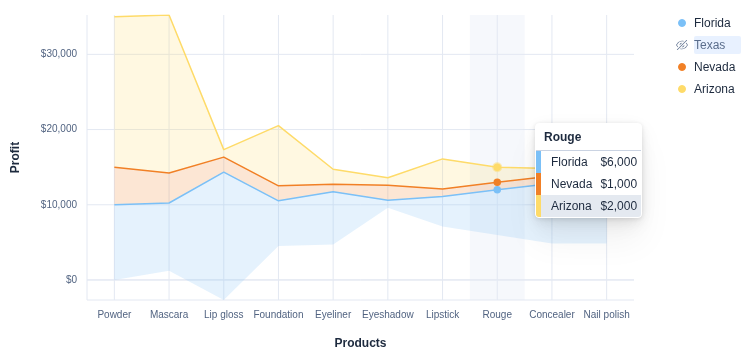 $30,000
$20,000
$10,000
$0
Profit
Powder Mascara Lip gloss Foundation Eyeliner Eyeshadow Lipstick Rouge Concealer Nail polish
Products
Florida
Texas
Nevada
Arizona
Rouge
Florida $6,000
Nevada $1,000
Arizona $2,000